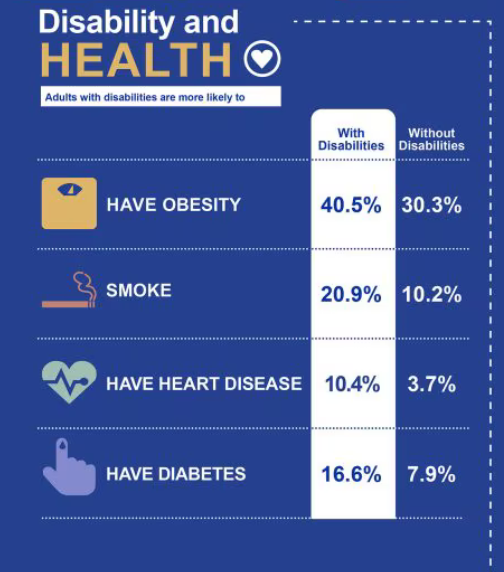 Disability and
HEALTH
Adults with disabilities are more likely to
With Without
Disabilities Disabilities
HAVE OBESITY 40.5% 30.3%
SMOKE 20.9% 10.2%
HAVE HEART DISEASE 10.4% 3.7%
HAVE DIABETES 16.6% 7.9%